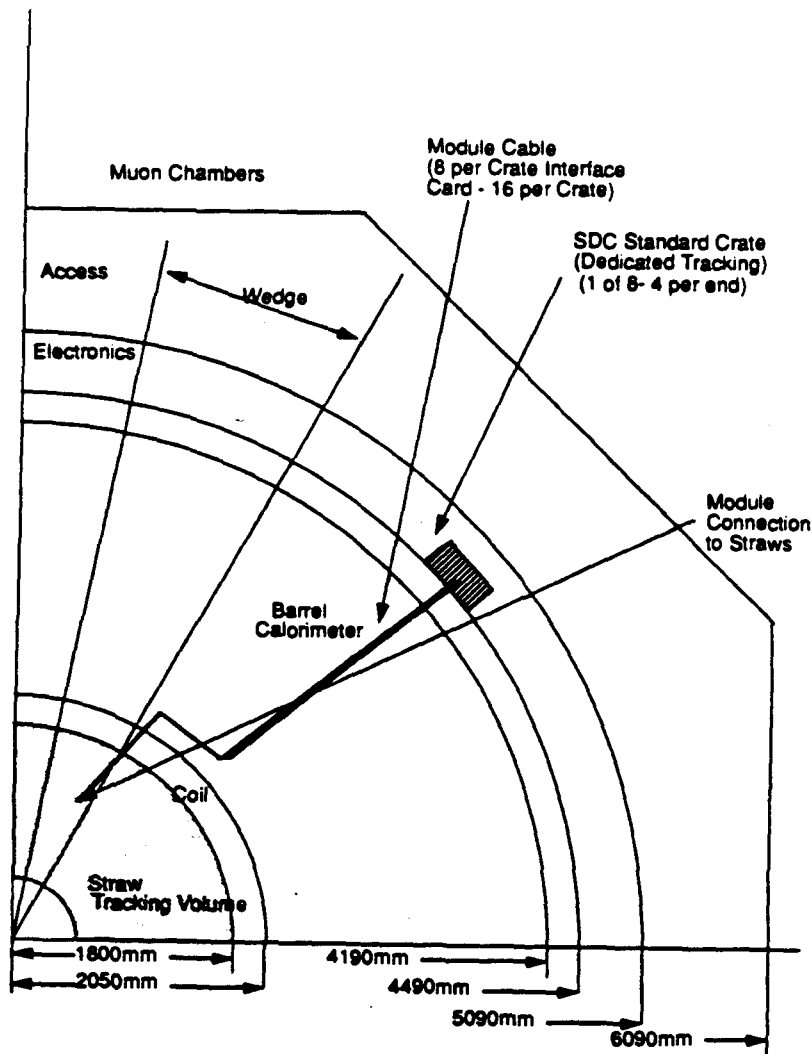 Muon Chambers
Module Cable
(8 per Crate Interface
Card - 16 per Crate)
SDC Standard Crate
(Dedicated Tracking)
(1 of 8- 4 per end)
Access
Wedge
Electronics
Module
Connection
to Straws
Barrel
Calorimeter
Coil
Straw
Tracking Volume
1800mm
2050mm
4190mm
4490mm
5090mm
6090mm